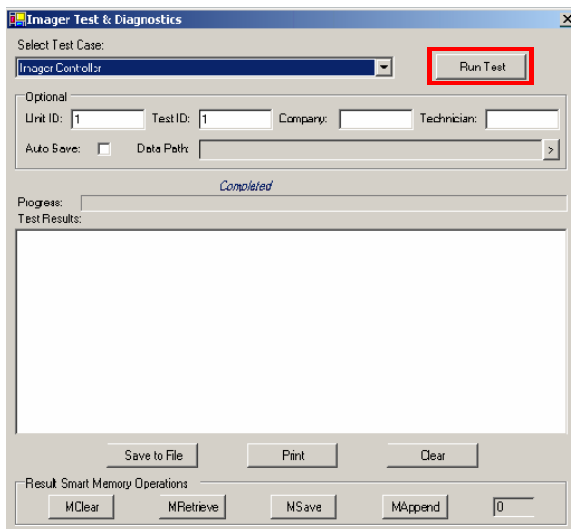 Imager Test & Diagnostics
Select Test Case:
Imager Controller
Run Test
Optional
Unit ID: 1 Test ID: 1 Company: Technician:
Auto Save: Data Path: >
Completed
Progress:
Test Results:
Save to File Print Clear
Result Smart Memory Operations
MClear MRetrieve MSave MAppend 0